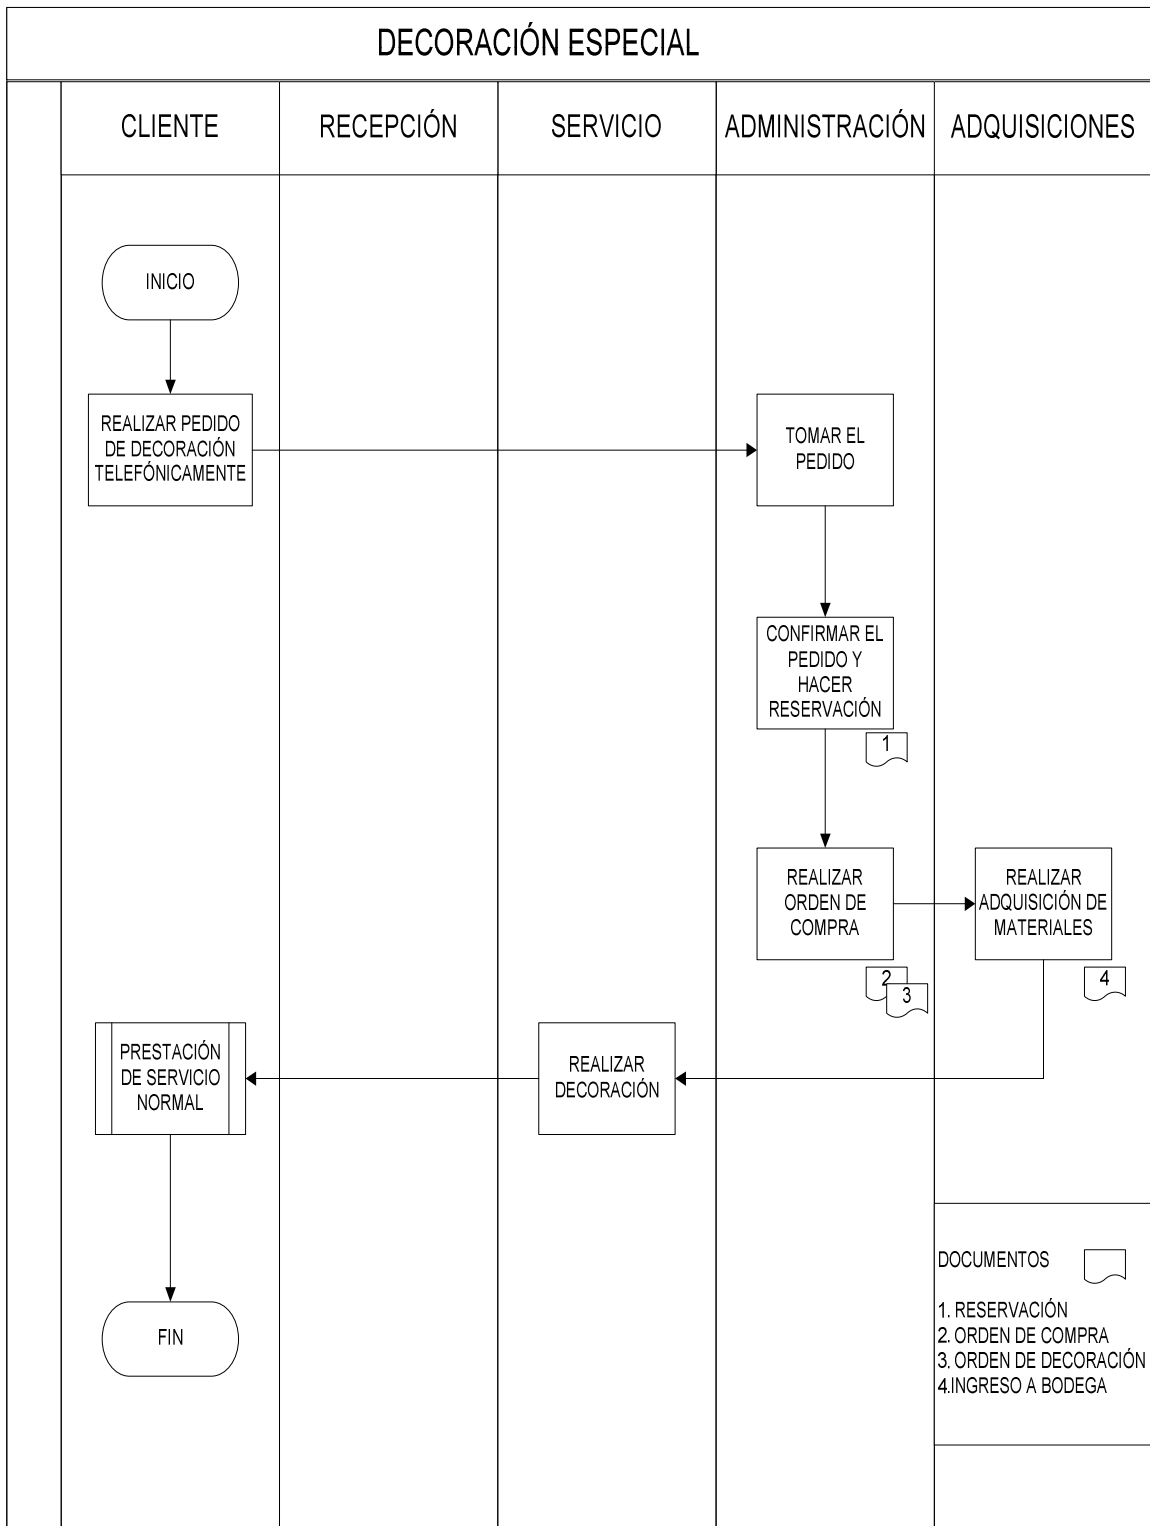 DECORACIÓN ESPECIAL
CLIENTE
RECEPCIÓN
SERVICIO
ADMINISTRACIÓN
ADQUISICIONES
INICIO
REALIZAR PEDIDO
DE DECORACIÓN
TELEFÓNICAMENTE
TOMAR EL
PEDIDO
CONFIRMAR EL
PEDIDO Y
HACER
RESERVACIÓN
1
REALIZAR
ORDEN DE
COMPRA
2
3
REALIZAR
ADQUISICIÓN DE
MATERIALES
4
REALIZAR
DECORACIÓN
PRESTACIÓN
DE SERVICIO
NORMAL
FIN
DOCUMENTOS
1. RESERVACIÓN
2. ORDEN DE COMPRA
3. ORDEN DE DECORACIÓN
4.INGRESO A BODEGA